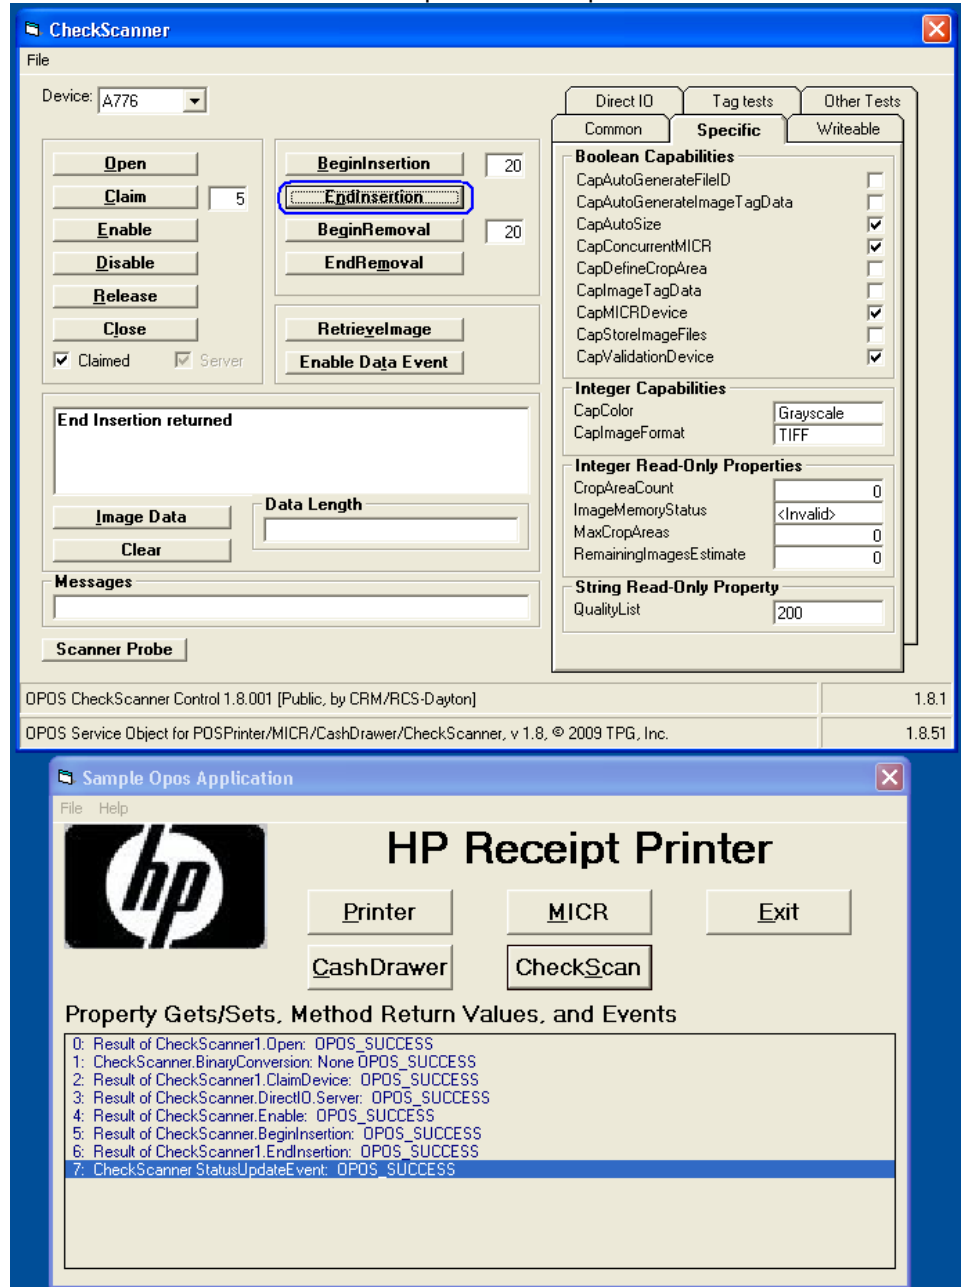 CheckScanner
File
Device: A776
Direct IO Tag tests Other Tests
Common Specific Writeable
Open
Claim 5
Enable
Disable
Release
Close
Claimed Server
BeginInsertion 20
EndInsertion
BeginRemoval 20
EndRemoval
RetrieveImage
Enable Data Event
End Insertion returned
Image Data
Clear
Data Length
Messages
Scanner Probe
Boolean Capabilities
CapAutoGenerateFileID
CapAutoGenerateImageTagData
CapAutoSize
CapConcurrentMICR
CapDefineCropArea
CapImageTagData
CapMICRDevice
CapStoreImageFiles
CapValidationDevice
Integer Capabilities
CapColor Grayscale
CapImageFormat TIFF
Integer Read-Only Properties
CropAreaCount 0
ImageMemoryStatus <Invalid>
MaxCropAreas 0
RemainingImagesEstimate 0
String Read-Only Property
QualityList 200
OPOS CheckScanner Control 1.8.001 [Public, by CRM/RCS-Dayton] 1.8.1
OPOS Service Object for POSPrinter/MICR/CashDrawer/CheckScanner, v 1.8, © 2009 TPG, Inc. 1.8.51
Sample Opos Application
File Help
hp
HP Receipt Printer
Printer MICR Exit
CashDrawer CheckScan
Property Gets/Sets, Method Return Values, and Events
0: Result of CheckScanner1.Open: OPOS_SUCCESS
1: CheckScanner.BinaryConversion: None OPOS_SUCCESS
2: Result of CheckScanner1.ClaimDevice: OPOS_SUCCESS
3: Result of CheckScanner.DirectIO.Server: OPOS_SUCCESS
4: Result of CheckScanner.Enable: OPOS_SUCCESS
5: Result of CheckScanner.BeginInsertion: OPOS_SUCCESS
6: Result of CheckScanner1.EndInsertion: OPOS_SUCCESS
7: CheckScanner StatusUpdateEvent: OPOS_SUCCESS